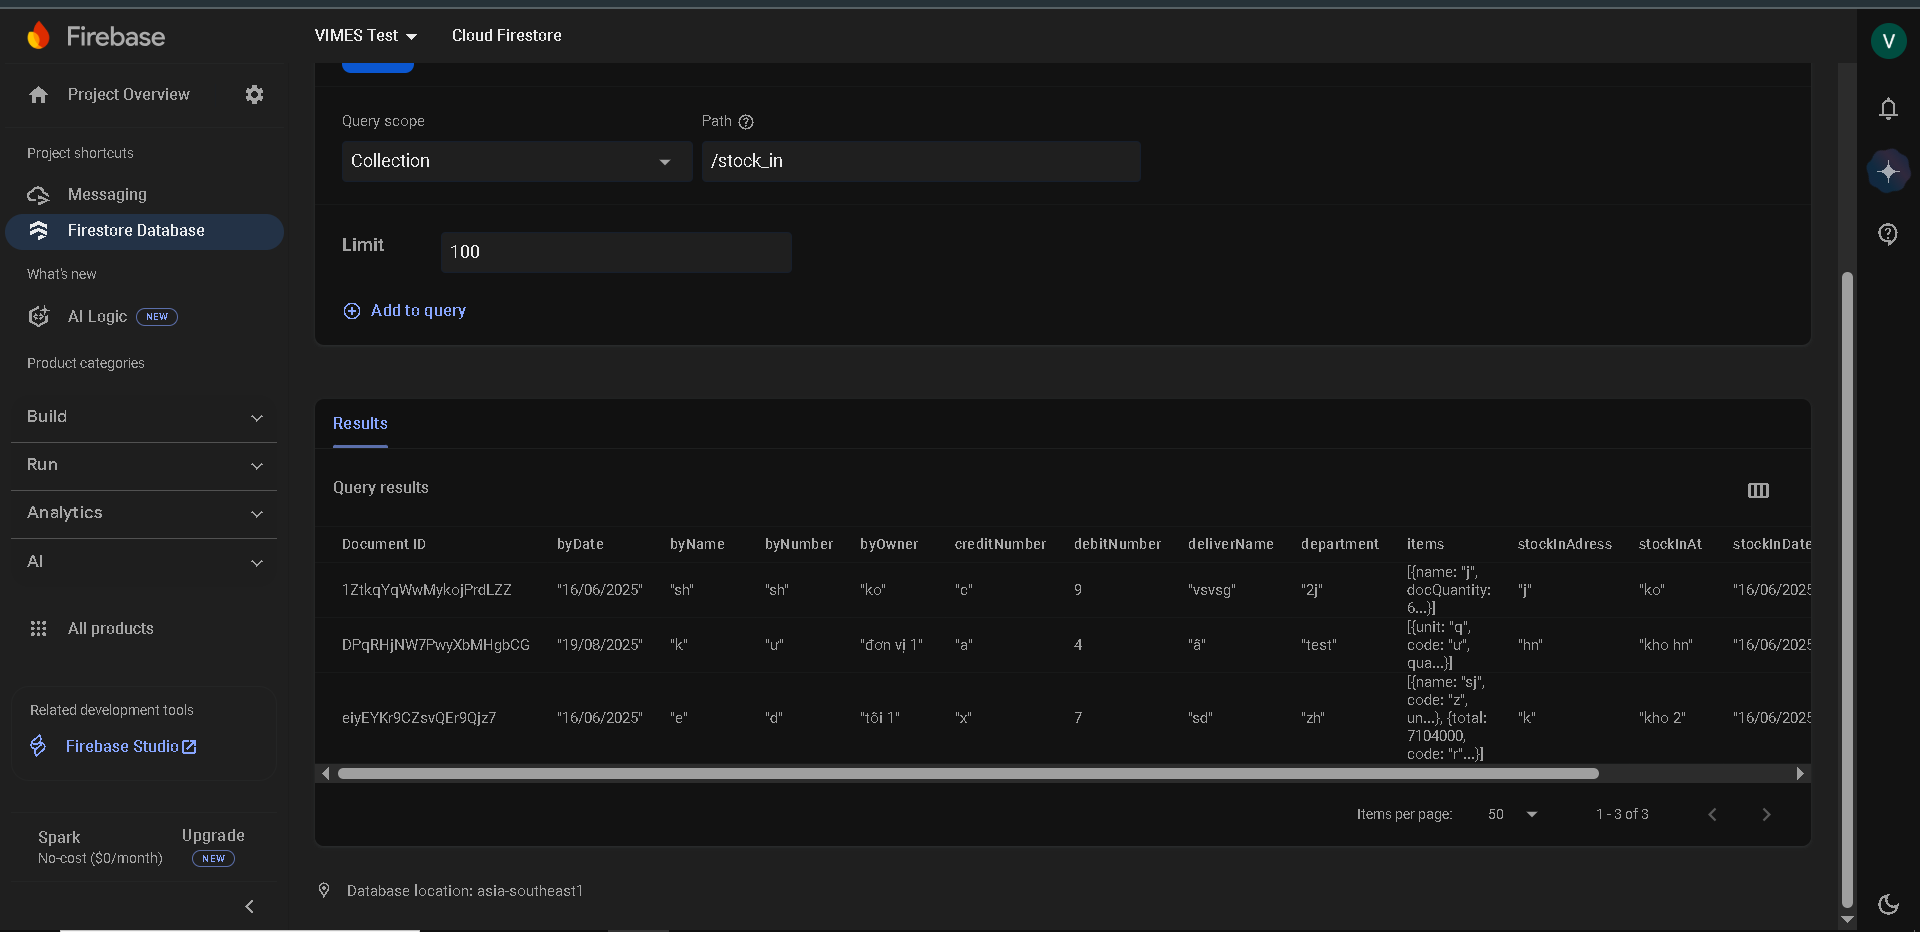 Firebase
VIMES Test
Cloud Firestore
V
Project Overview
Project shortcuts
Messaging
Firestore Database
What's new
AI Logic NEW
Product categories
Build
Run
Analytics
AI
All products
Related development tools
Firebase Studio
Spark
No-cost ($0/month)
Upgrade
NEW
Query scope
Path
Collection
/stock_in
Limit
100
Add to query
Results
Query results
Document ID byDate byName byNumber byOwner creditNumber debitNumber deliverName department items stockInAdress stockInAt stockInDate
1ZtkqYqWwMykojPrdLZZ "16/06/2025" "sh" "sh" "ko" "c" 9 "vsvsg" "2j" [{name: "j", docQuantity: 6...}] "j" "ko" "16/06/2025
DPqRHjNW7PwyXbMHgbCG "19/08/2025" "k" "ư" "đơn vị 1" "a" 4 "â" "test" [{unit: "q", code: "u", qua...}] "hn" "kho hn" "16/06/2025
eiyEYKr9CZsvQEr9Qjz7 "16/06/2025" "e" "d" "tôi 1" "x" 7 "sd" "zh" [{name: "sj", code: "z", un...}, {total: 7104000, code: "r"...}] "k" "kho 2" "16/06/2025
Items per page: 50 1 - 3 of 3
Database location: asia-southeast1